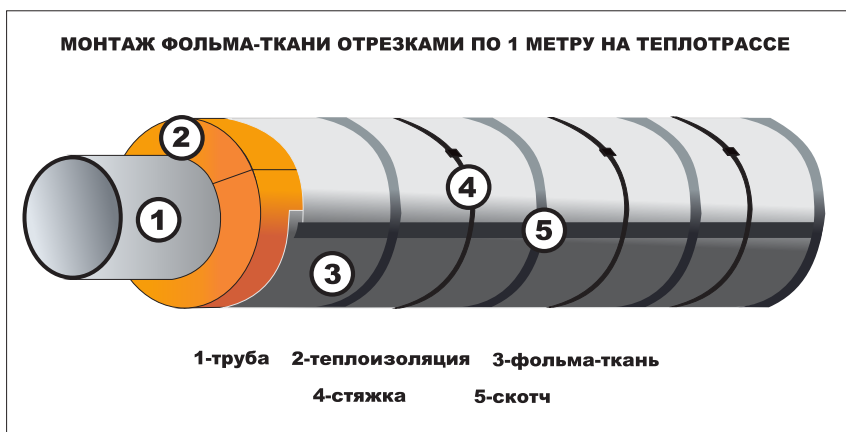 МОНТАЖ ФОЛЬМА-ТКАНИ ОТРЕЗКАМИ ПО 1 МЕТРУ НА ТЕПЛОТРАССЕ
2
1
4
5
3
1-труба 2-теплоизоляция 3-фольма-ткань
4-стяжка 5-скотч